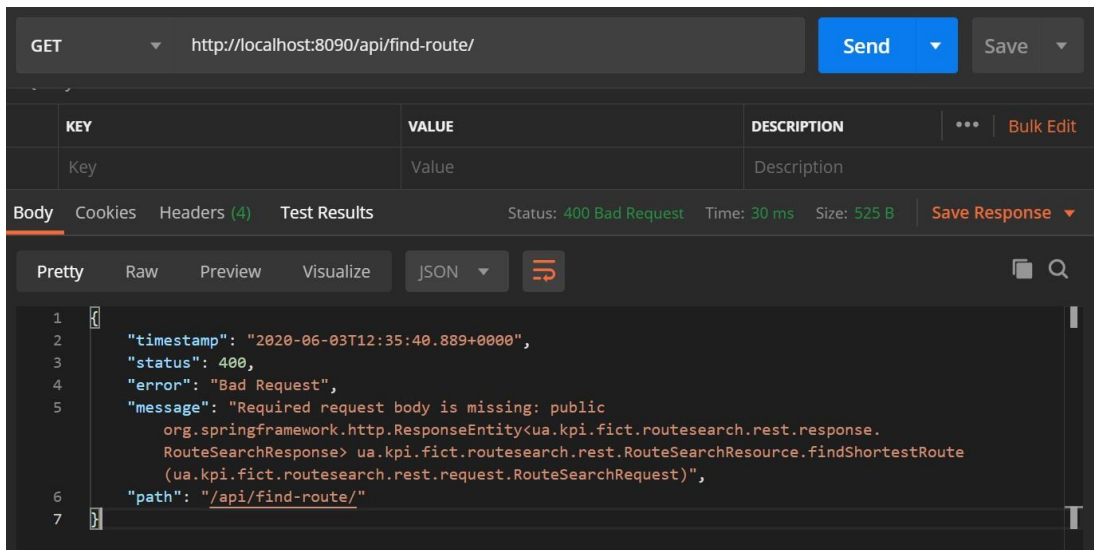 GET http://localhost:8090/api/find-route/ Send Save
KEY VALUE DESCRIPTION ••• Bulk Edit
Key Value Description
Body Cookies Headers (4) Test Results Status: 400 Bad Request Time: 30 ms Size: 525 B Save Response
Pretty Raw Preview Visualize JSON
1 {
2 "timestamp": "2020-06-03T12:35:40.889+0000",
3 "status": 400,
4 "error": "Bad Request",
5 "message": "Required request body is missing: public
org.springframework.http.ResponseEntity<ua.kpi.fict.routesearch.rest.response.
RouteSearchResponse> ua.kpi.fict.routesearch.rest.RouteSearchResource.findShortestRoute
(ua.kpi.fict.routesearch.rest.request.RouteSearchRequest)",
6 "path": "/api/find-route/"
7 }